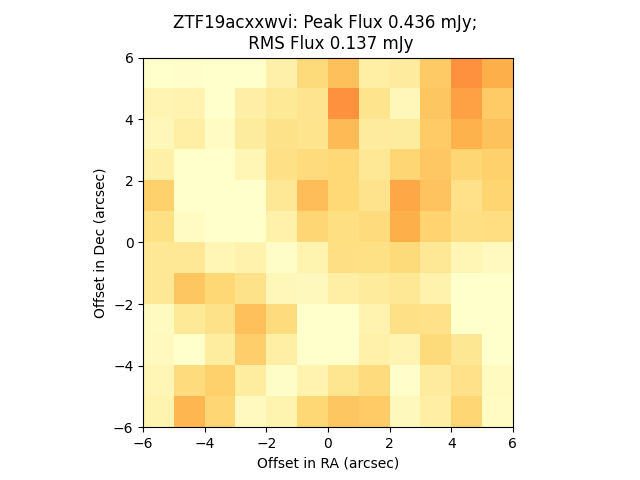 ZTF19acxxwvi: Peak Flux 0.436 mJy;
RMS Flux 0.137 mJy
6
4
2
0
−2
−4
−6
Offset in Dec (arcsec)
−6 −4 −2 0 2 4 6
Offset in RA (arcsec)